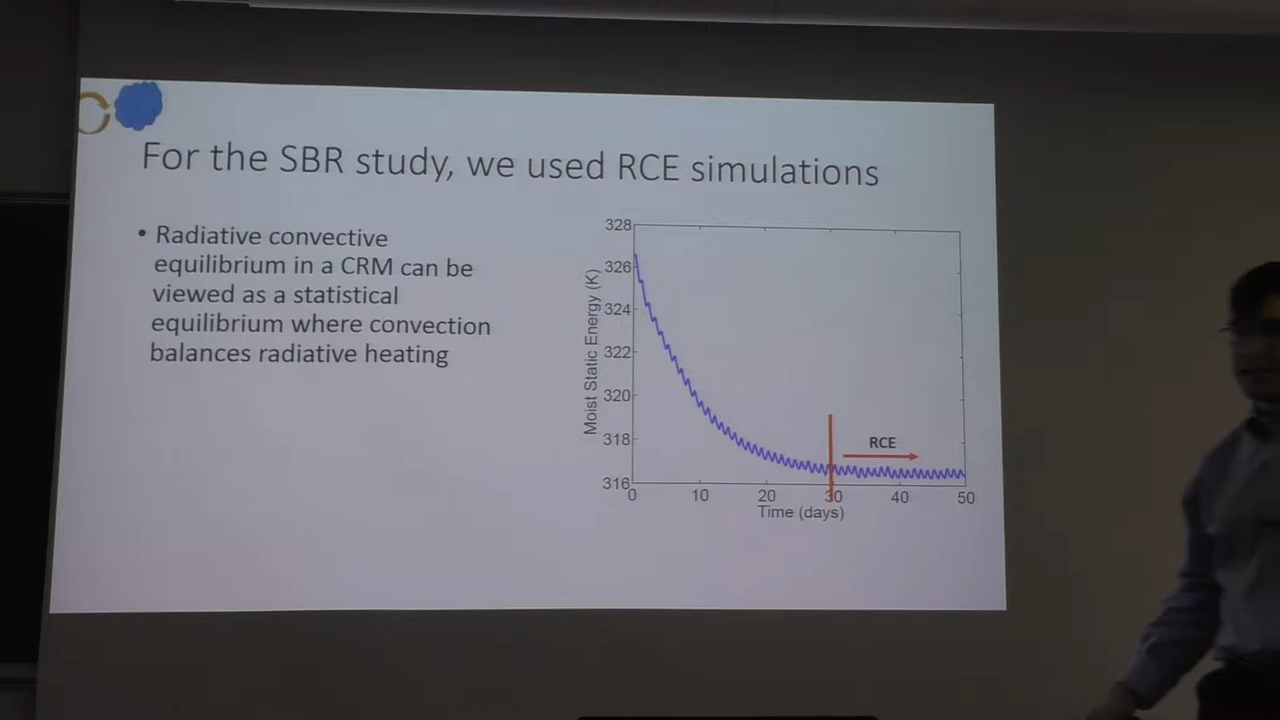 For the SBR study, we used RCE simulations
• Radiative convective
equilibrium in a CRM can be
viewed as a statistical
equilibrium where convection
balances radiative heating
328
326
324
322
320
318
316
Moist Static Energy (K)
RCE
0 10 20 30 40 50
Time (days)